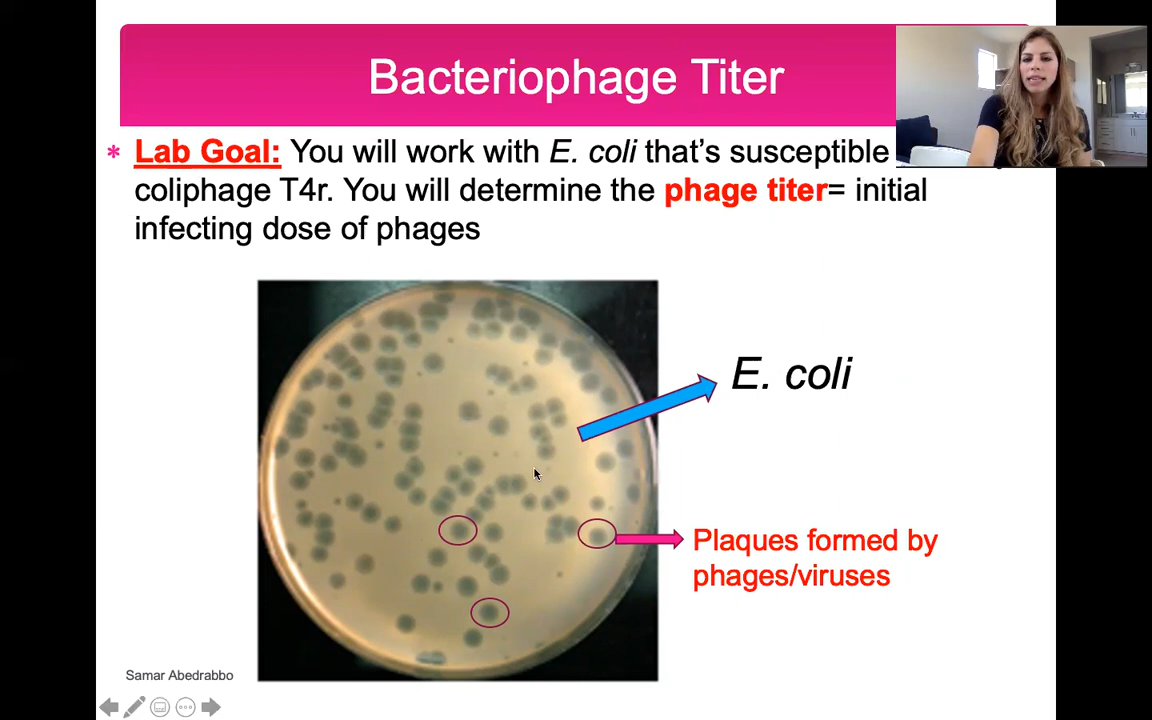 Bacteriophage Titer
* Lab Goal: You will work with E. coli that's susceptible
coliphage T4r. You will determine the phage titer= initial
infecting dose of phages
E. coli
Plaques formed by
phages/viruses
Samar Abedrabbo